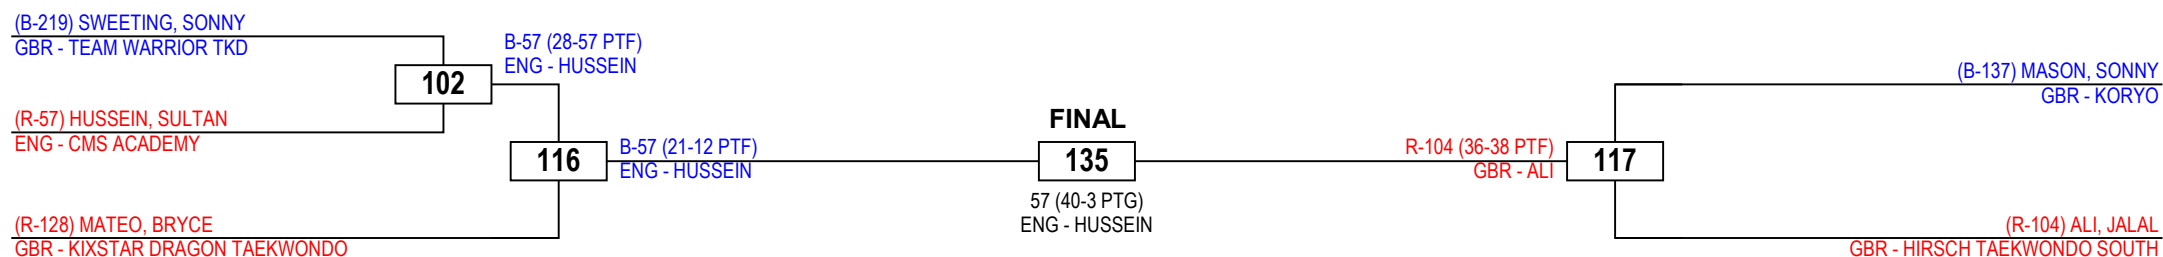 (B-219) SWEETING, SONNY
GBR - TEAM WARRIOR TKD
102
(R-57) HUSSEIN, SULTAN
ENG - CMS ACADEMY
B-57 (28-57 PTF)
ENG - HUSSEIN
116
(R-128) MATEO, BRYCE
GBR - KIXSTAR DRAGON TAEKWONDO
B-57 (21-12 PTF)
ENG - HUSSEIN
FINAL
135
57 (40-3 PTG)
ENG - HUSSEIN
R-104 (36-38 PTF)
GBR - ALI
117
(B-137) MASON, SONNY
GBR - KORYO
(R-104) ALI, JALAL
GBR - HIRSCH TAEKWONDO SOUTH